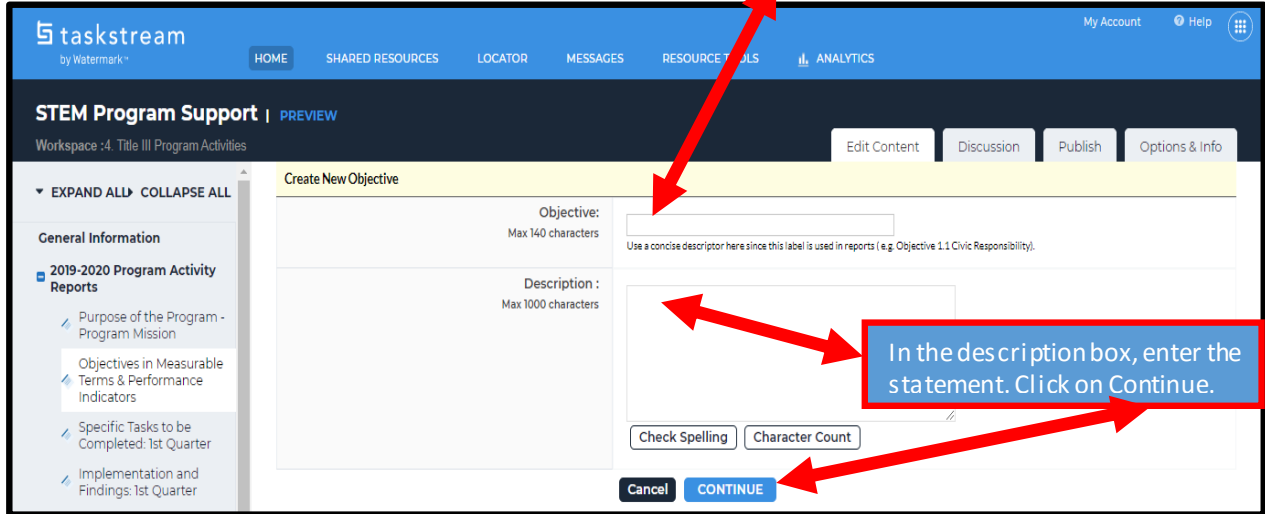 taskstream
by Watermark™
My Account Help
HOME SHARED RESOURCES LOCATOR MESSAGES RESOURCE TOOLS ANALYTICS
STEM Program Support | PREVIEW
Workspace :4. Title III Program Activities
Edit Content Discussion Publish Options & Info
EXPAND ALL COLLAPSE ALL
General Information
2019-2020 Program Activity
Reports
Purpose of the Program -
Program Mission
Objectives in Measurable
Terms & Performance
Indicators
Specific Tasks to be
Completed: 1st Quarter
Implementation and
Findings: 1st Quarter
Create New Objective
Objective:
Max 140 characters
Use a concise descriptor here since this label is used in reports ( e.g. Objective 1.1 Civic Responsibility).
Description :
Max 1000 characters
In the description box, enter the
statement. Click on Continue.
Check Spelling Character Count
Cancel CONTINUE